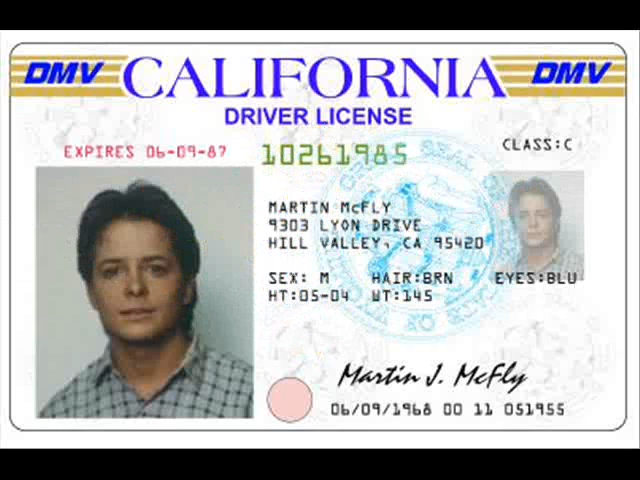 DMV CALIFORNIA DMV
DRIVER LICENSE
EXPIRES 06-09-87 10261985 CLASS:C
MARTIN McFLY
9303 LYON DRIVE
HILL VALLEY, CA 95420
SEX: M HAIR:BRN EYES:BLU
HT:05-04 WT:145
Martin J. McFly
06/09/1968 00 11 051955